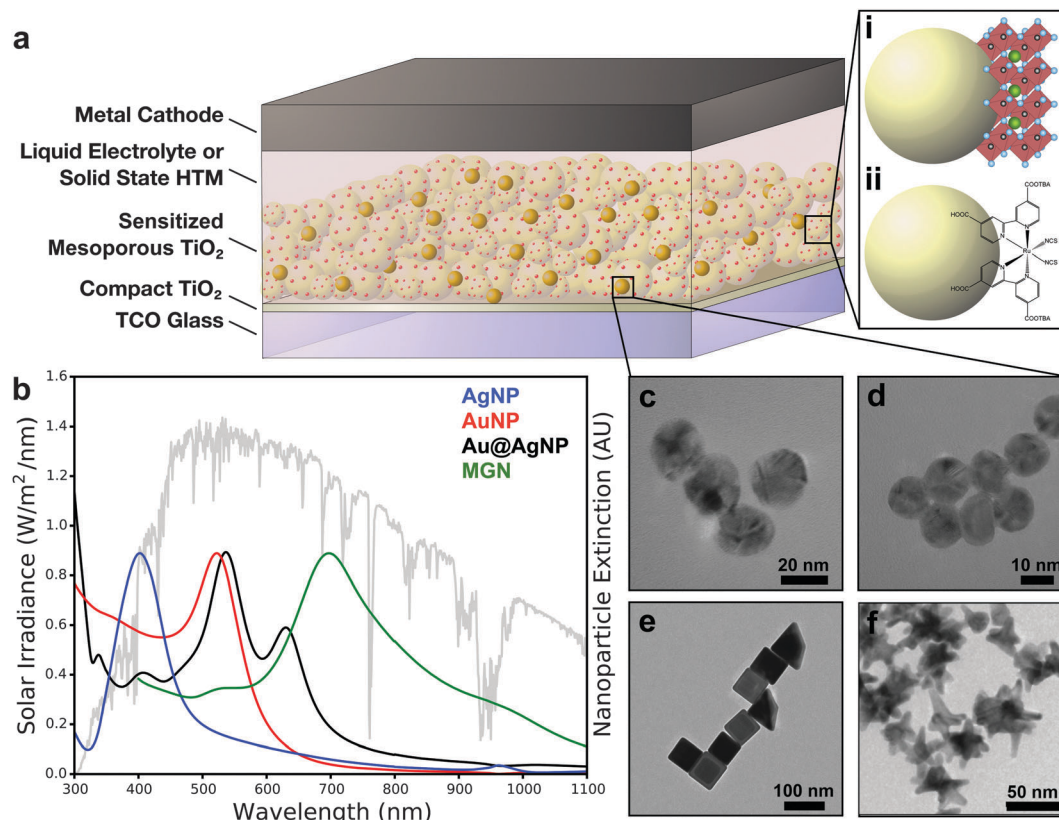 a
Metal Cathode
Liquid Electrolyte or
Solid State HTM
Sensitized
Mesoporous TiO₂
Compact TiO₂
TCO Glass
i
ii
COOTBA
HOOC
N
N
NCS
Ru
NCS
N
N
HOOC
COOTBA
b
AgNP
AuNP
Au@AgNP
MGN
Solar Irradiance (W/m²/nm)
1.6
1.4
1.2
1.0
0.8
0.6
0.4
0.2
0.0
300 400 500 600 700 800 900 1000 1100
Wavelength (nm)
Nanoparticle Extinction (AU)
c
20 nm
d
10 nm
e
100 nm
f
50 nm